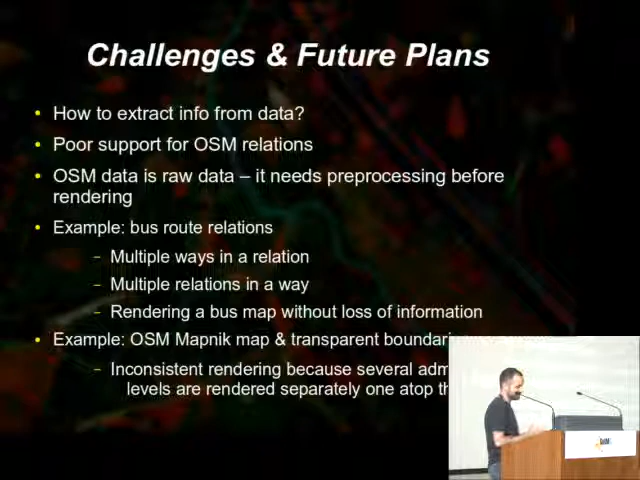 Challenges & Future Plans
How to extract info from data?
Poor support for OSM relations
OSM data is raw data – it needs preprocessing before
rendering
Example: bus route relations
Multiple ways in a relation
Multiple relations in a way
Rendering a bus map without loss of information
Example: OSM Mapnik map & transparent
Inconsistent rendering because several
levels are rendered separately one atop